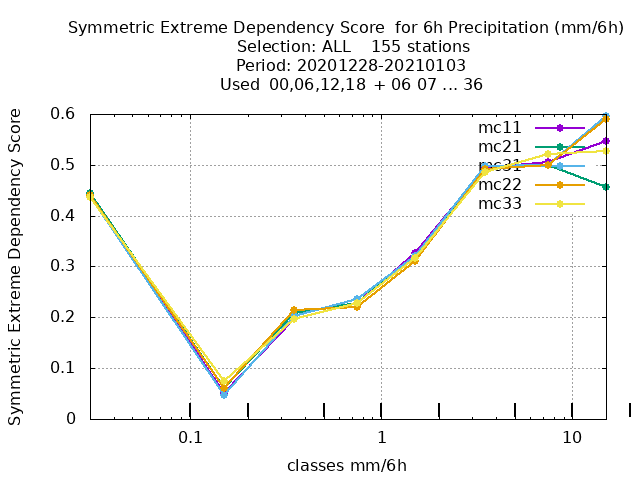 Symmetric Extreme Dependency Score for 6h Precipitation (mm/6h)
Selection: ALL 155 stations
Period: 20201228-20210103
Used 00,06,12,18 + 06 07 ... 36
Symmetric Extreme Dependency Score
0.6
0.5
0.4
0.3
0.2
0.1
0
mc11
mc21
mc31
mc22
mc33
0.1
1
10
classes mm/6h